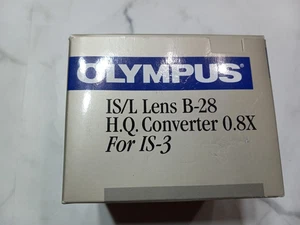 OLYMPUS
IS/L Lens B-28
H.Q. Converter 0.8X
For IS-3